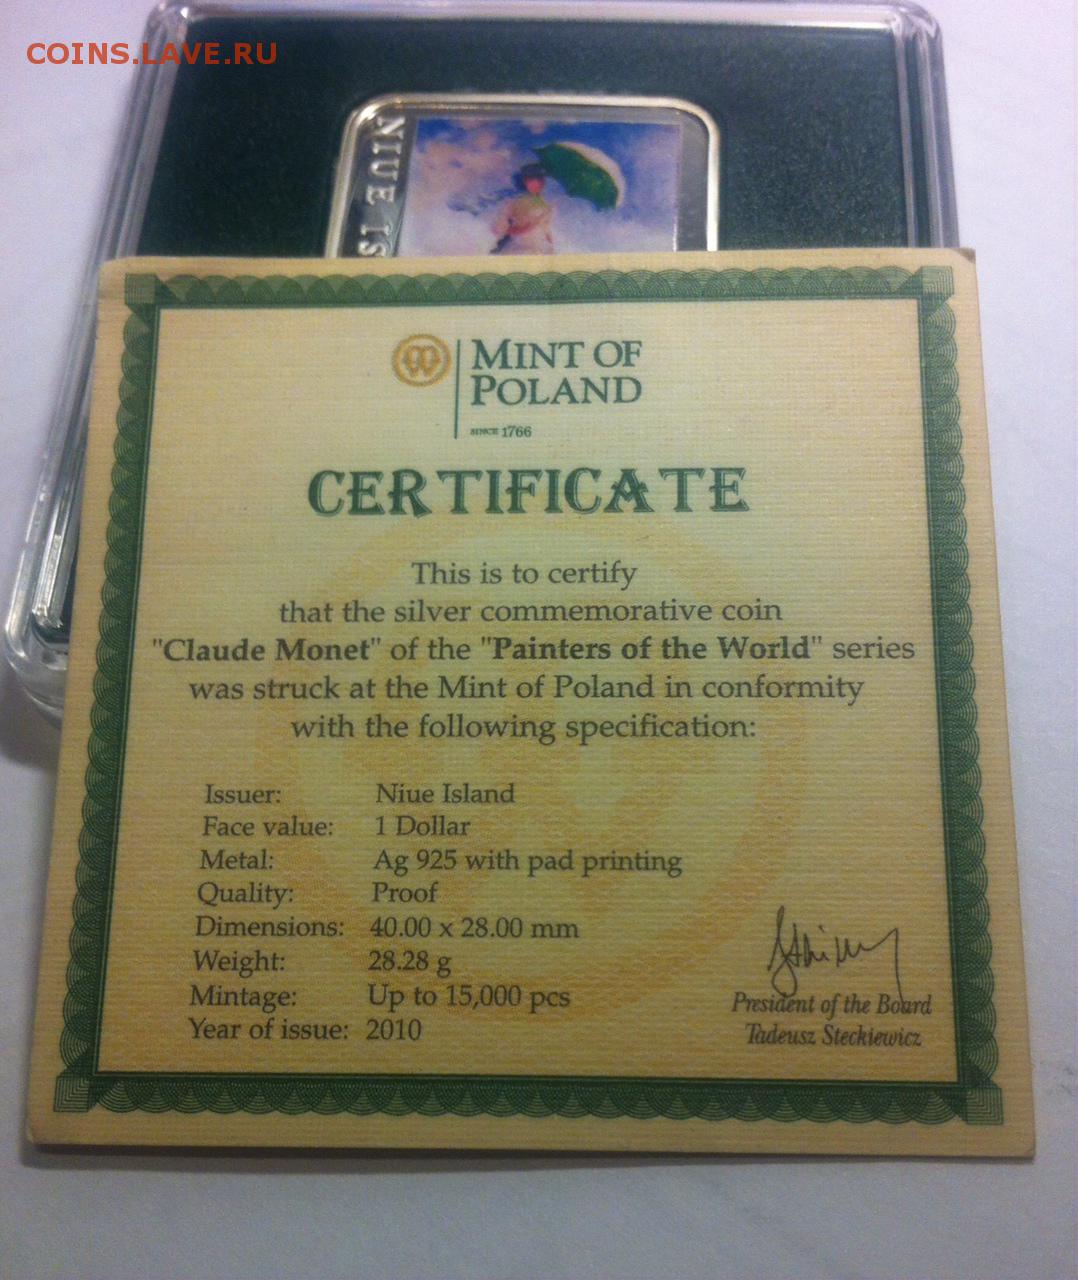 COINS.LAVE.RU
NIUE IS
MINT OF
POLAND
SINCE 1766
CERTIFICATE
This is to certify
that the silver commemorative coin
"Claude Monet" of the "Painters of the World" series
was struck at the Mint of Poland in conformity
with the following specification:
Issuer: Niue Island
Face value: 1 Dollar
Metal: Ag 925 with pad printing
Quality: Proof
Dimensions: 40.00 x 28.00 mm
Weight: 28.28 g
Mintage: Up to 15,000 pcs
Year of issue: 2010
President of the Board
Tadeusz Steckiewicz